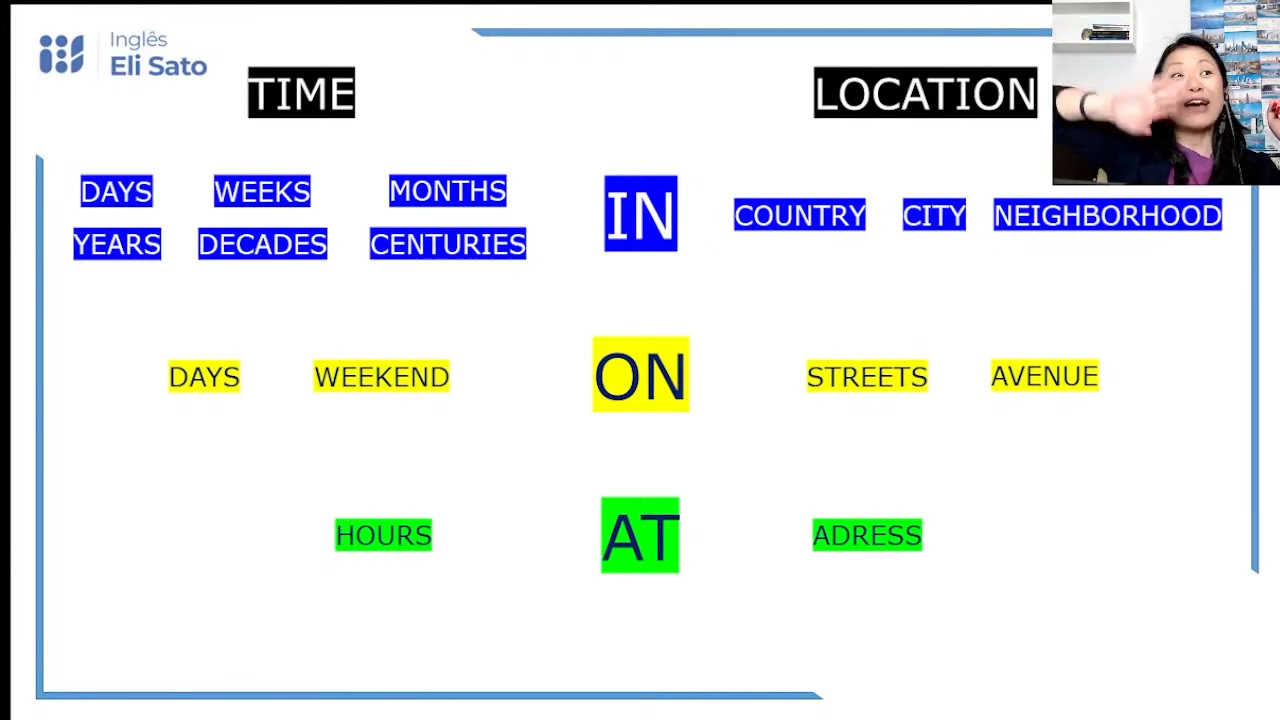 Inglês
Eli Sato
TIME
LOCATION
DAYS WEEKS MONTHS
YEARS DECADES CENTURIES
IN
COUNTRY CITY NEIGHBORHOOD
DAYS WEEKEND
ON
STREETS AVENUE
HOURS
AT
ADRESS